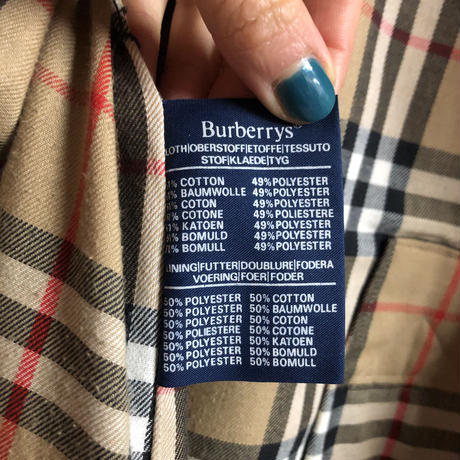 Burberrys®
CLOTH|OBERSTOFF|ETOFFE|TESSUTO
STOF|KLAEDE|TYG
COTTON 49% POLYESTER
BAUMWOLLE 49% POLYESTER
COTON 49% POLYESTER
COTONE 49% POLIESTERE
KATOEN 49% POLYESTER
BOMULD 49% POLYESTER
BOMULL 49% POLYESTER
LINING|FUTTER|DOUBLURE|FODERA
VOERING|FOER|FODER
50% POLYESTER 50% COTTON
50% POLYESTER 50% BAUMWOLLE
50% POLYESTER 50% COTON
50% POLIESTERE 50% COTONE
50% POLYESTER 50% KATOEN
50% POLYESTER 50% BOMULD
50% POLYESTER 50% BOMULL